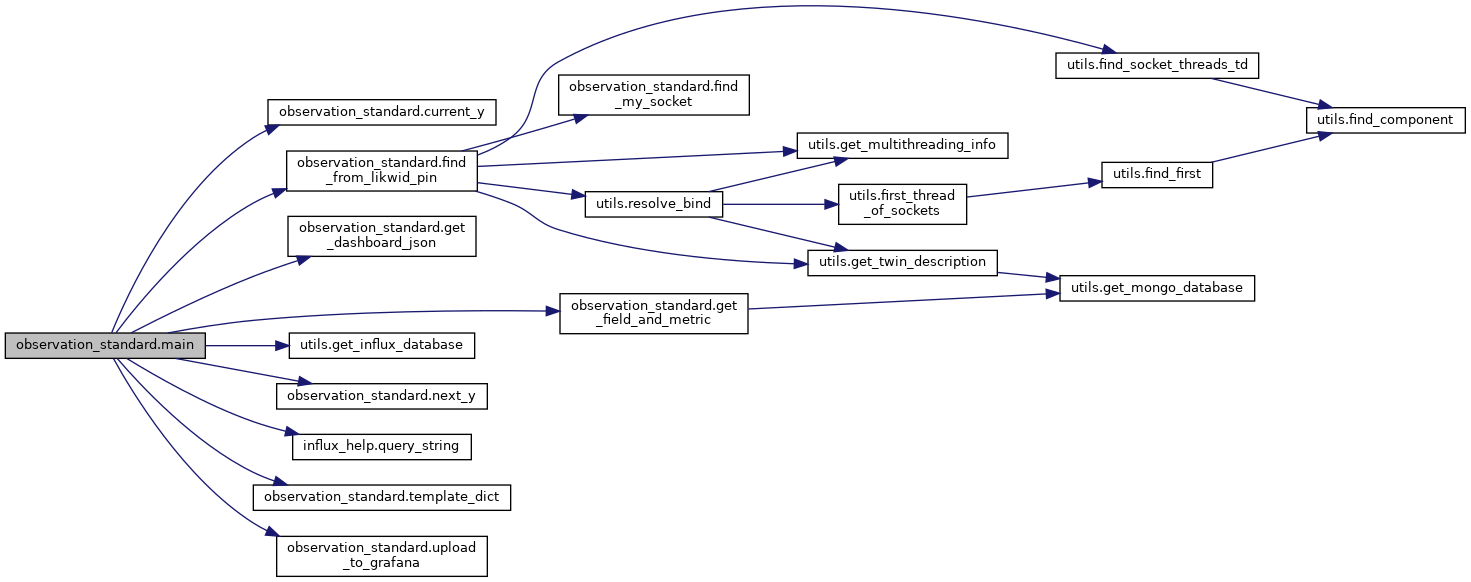 observation_standard.main
observation_standard.current_y
observation_standard.find
_from_likwid_pin
observation_standard.get
_dashboard_json
observation_standard.get
_field_and_metric
utils.get_influx_database
observation_standard.next_y
influx_help.query_string
observation_standard.template_dict
observation_standard.upload
_to_grafana
observation_standard.find
_my_socket
utils.get_multithreading_info
utils.resolve_bind
utils.first_thread
_of_sockets
utils.get_twin_description
utils.get_mongo_database
utils.find_socket_threads_td
utils.find_first
utils.find_component